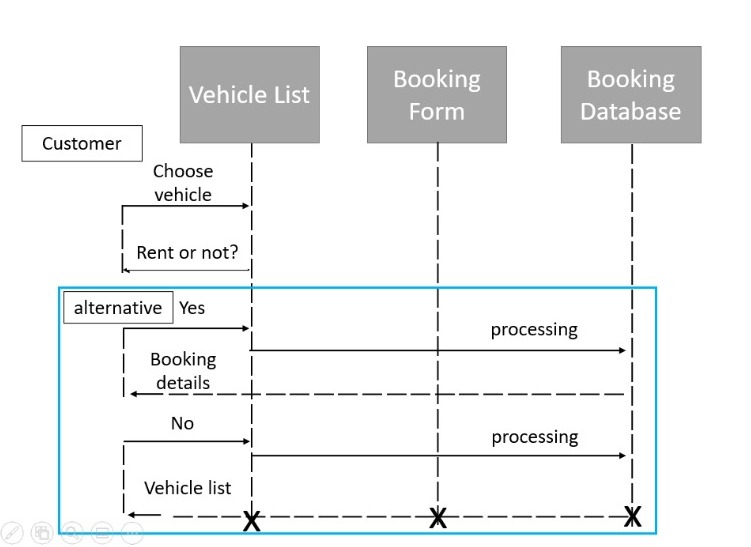 Vehicle List
Booking
Form
Booking
Database
Customer
Choose
vehicle
Rent or not?
alternative Yes
processing
Booking
details
No
processing
Vehicle list
X X X